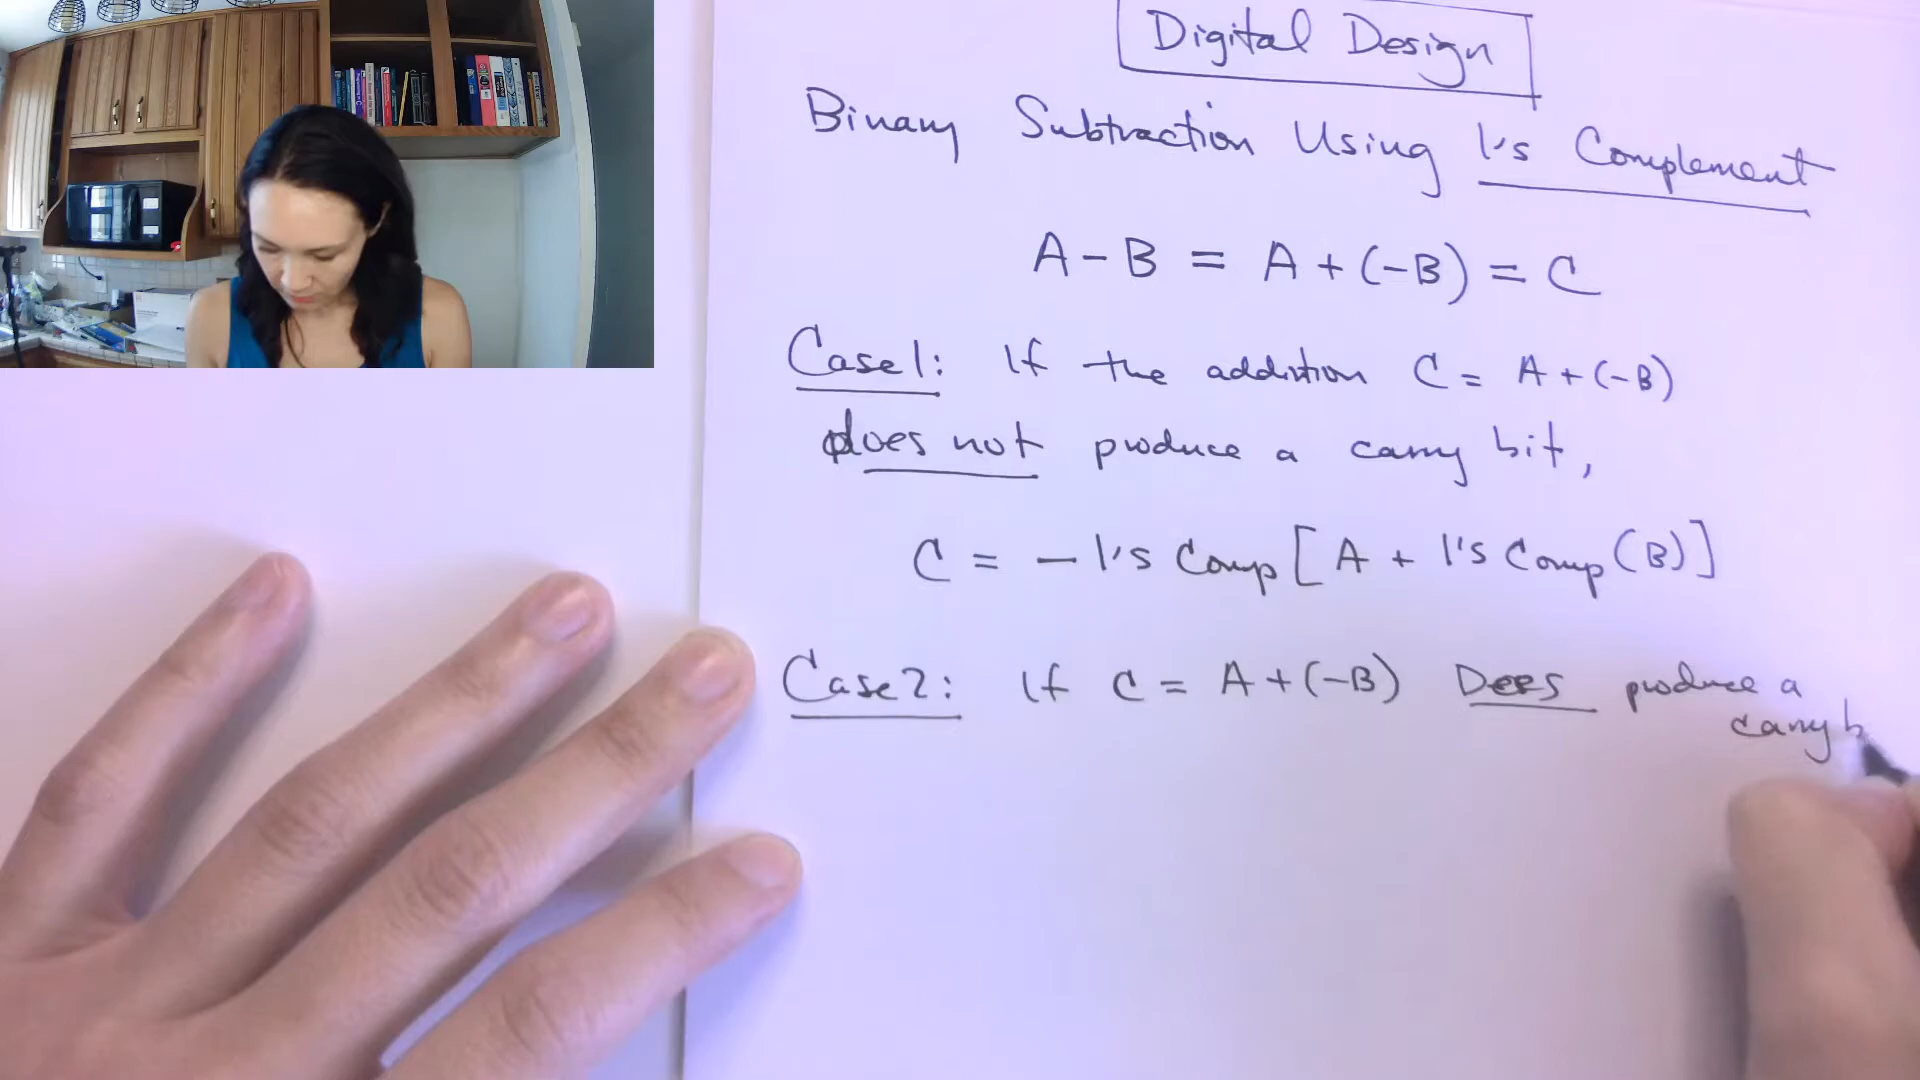 Digital Design
Binary Subtraction Using 1's Complement
A - B = A + (-B) = C
Case 1: If the addition C = A + (-B)
does not produce a carry bit,
C = - 1's Comp [A + 1's Comp (B)]
Case 2: If C = A + (-B) Does produce a
carry b